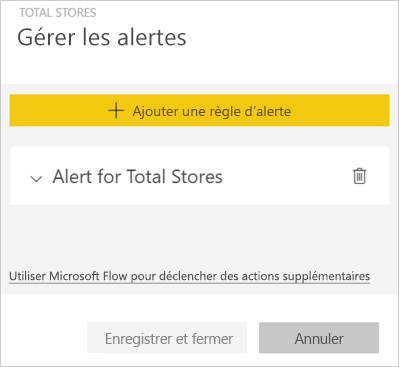 TOTAL STORES
Gérer les alertes
Ajouter une règle d'alerte
Alert for Total Stores
Utiliser Microsoft Flow pour déclencher des actions supplémentaires
Enregistrer et fermer
Annuler